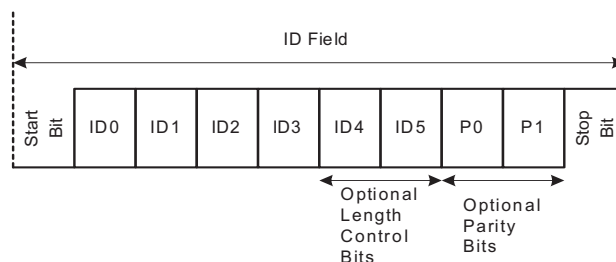 ID Field
Start
Bit
ID0
ID1
ID2
ID3
ID4
ID5
P0
P1
Stop
Bit
Optional
Length
Control
Bits
Optional
Parity
Bits